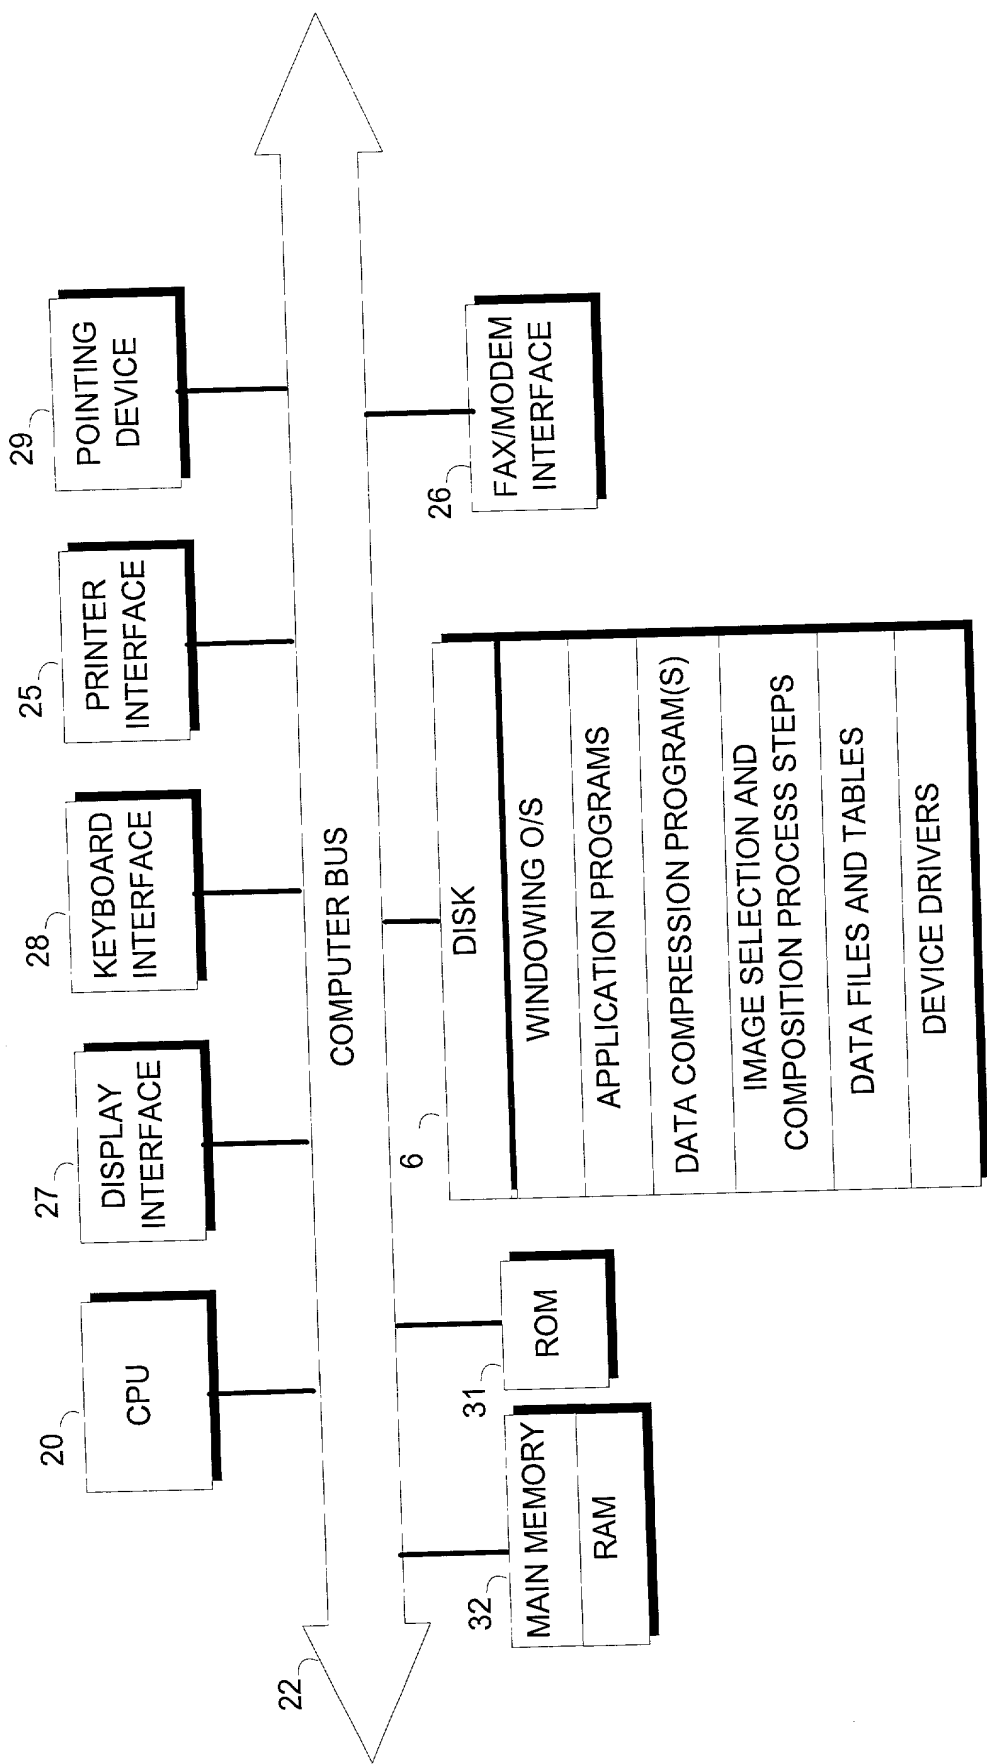 20
CPU
27
DISPLAY
INTERFACE
28
KEYBOARD
INTERFACE
25
PRINTER
INTERFACE
29
POINTING
DEVICE
22
COMPUTER BUS
32
MAIN MEMORY
RAM
31
ROM
6
DISK
WINDOWING O/S
APPLICATION PROGRAMS
DATA COMPRESSION PROGRAM(S)
IMAGE SELECTION AND
COMPOSITION PROCESS STEPS
DATA FILES AND TABLES
DEVICE DRIVERS
26
FAX/MODEM
INTERFACE